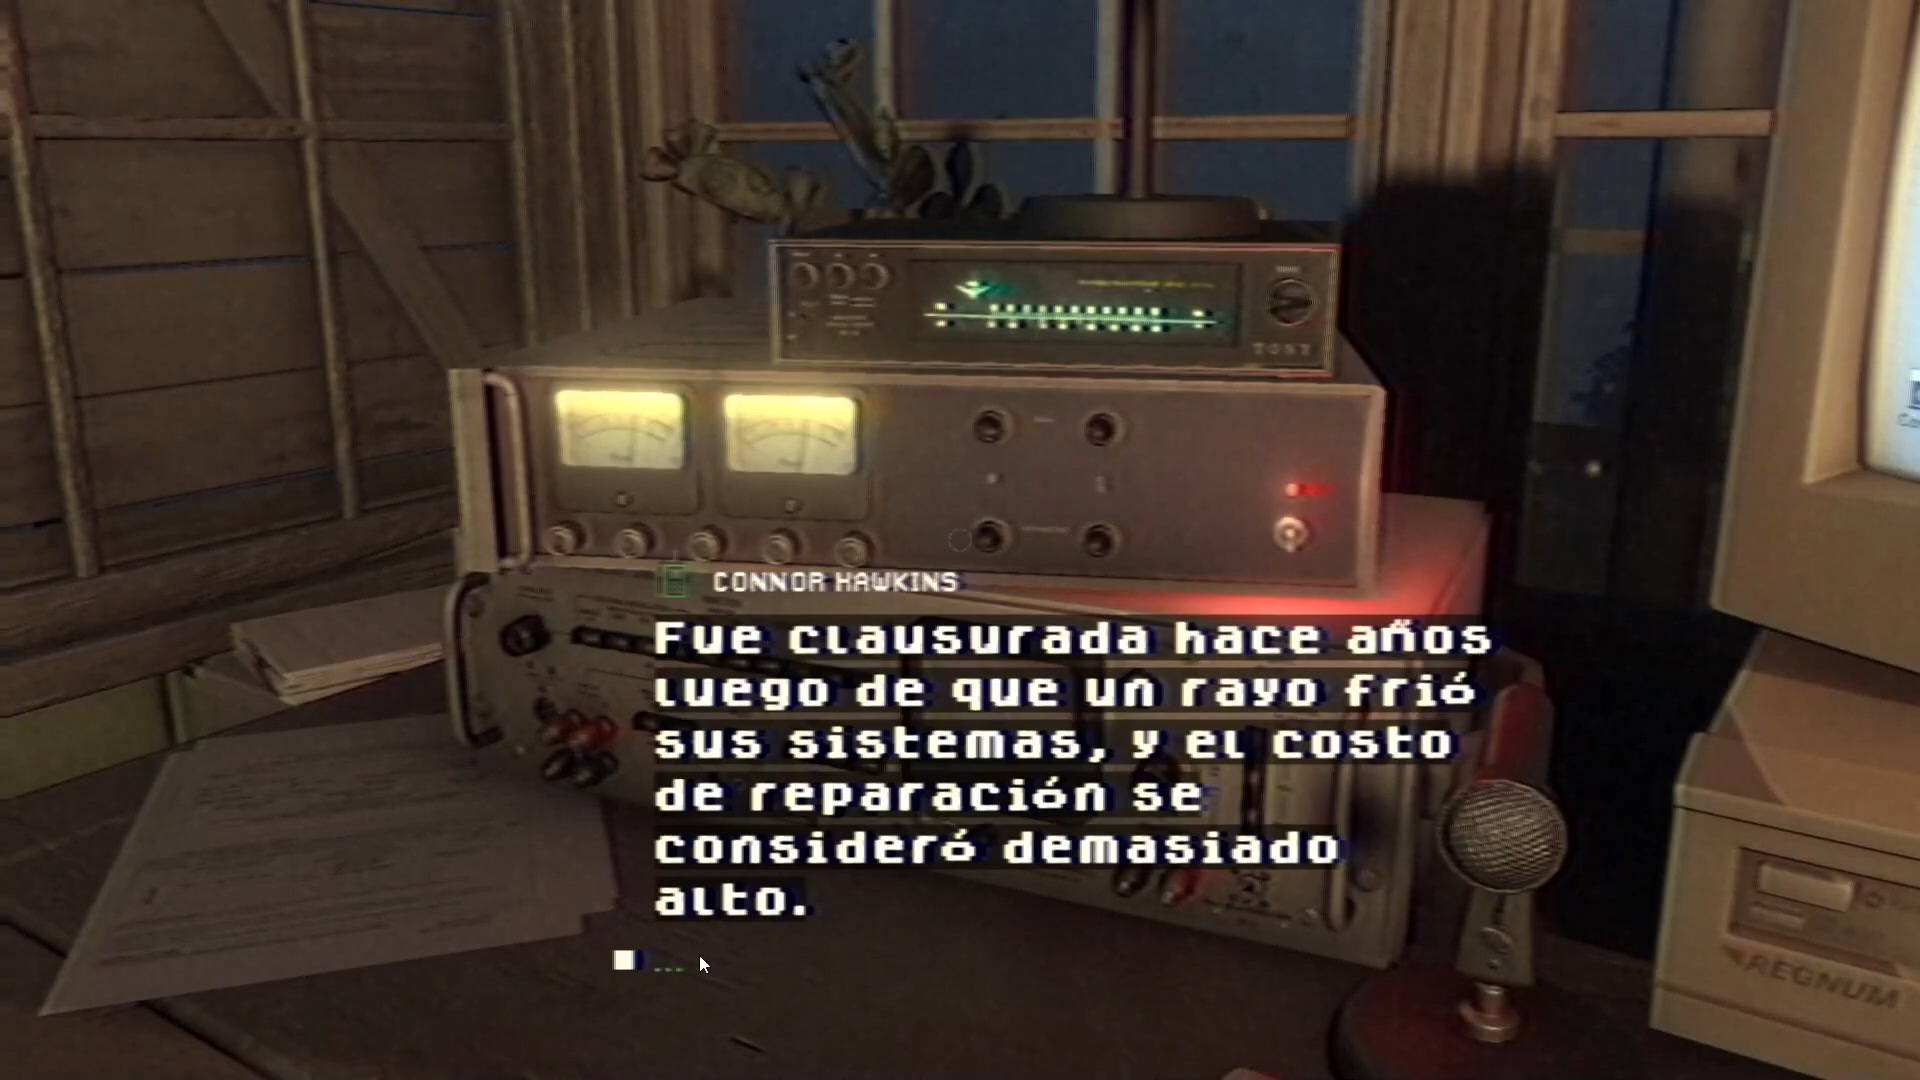 TOST
CONNOR HAWKINS
Fue clausurada hace años
luego de que un rayo frió
sus sistemas, y el costo
de reparación se
consideró demasiado
alto.
...
REGNUM